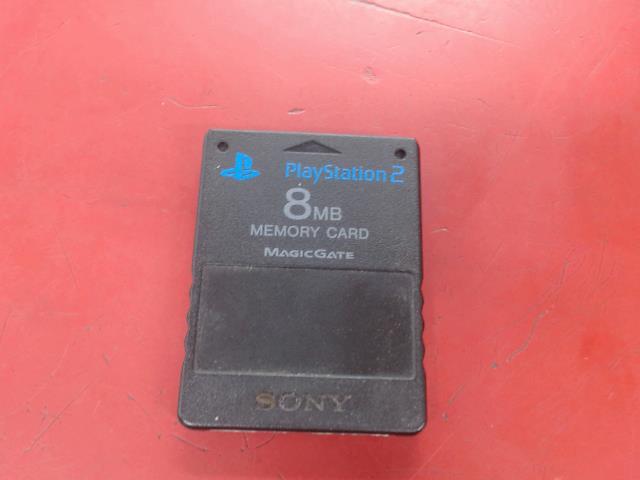 PlayStation 2
8MB
MEMORY CARD
MAGICGATE
SONY